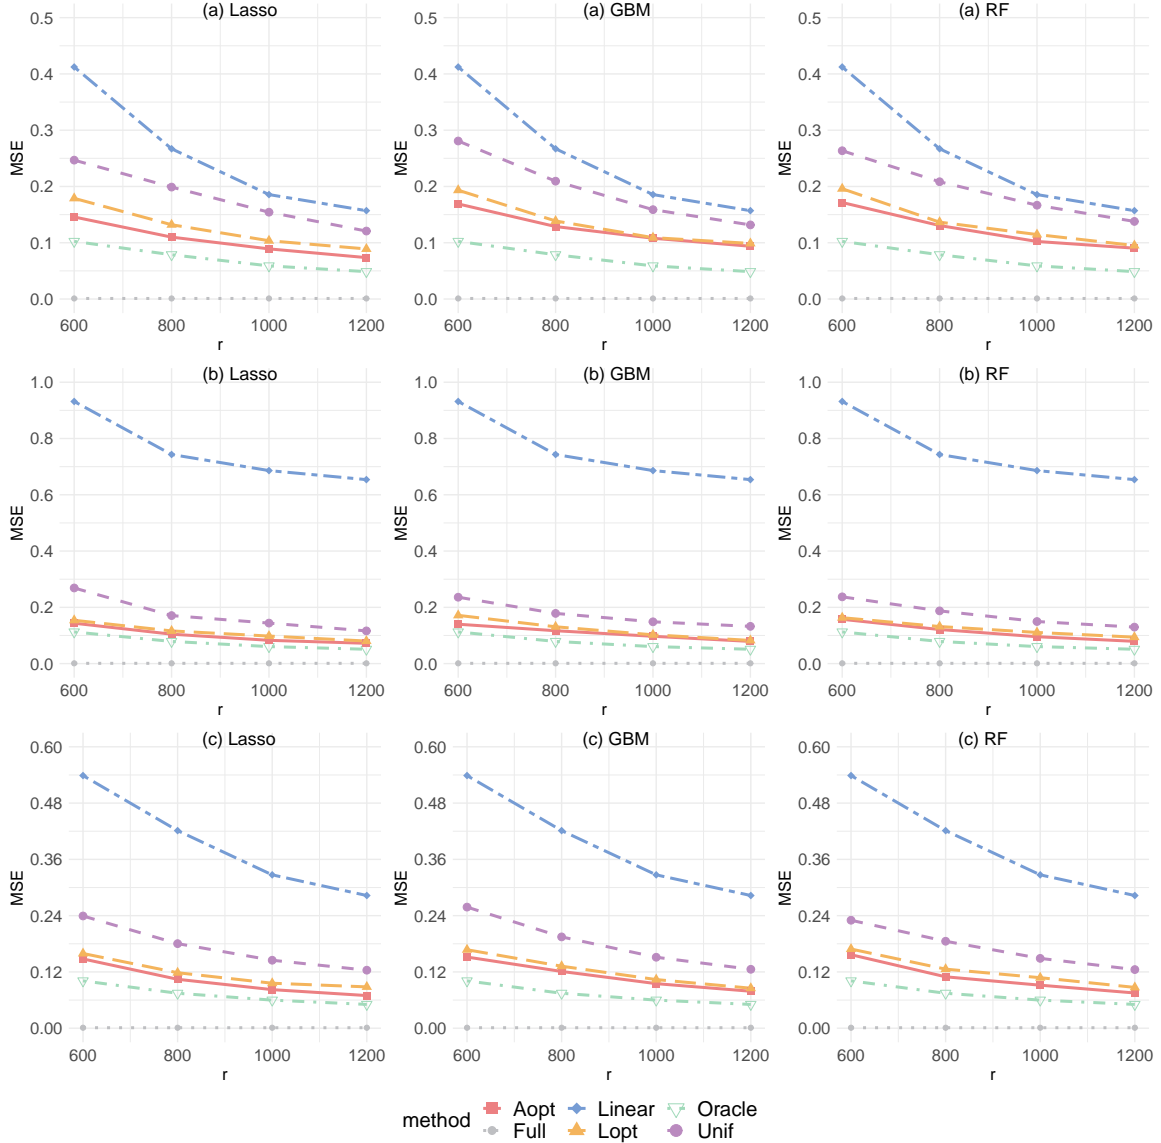 (a) Lasso
(a) GBM
(a) RF
0.5
0.4
0.3
0.2
0.1
0.0
MSE
600 800 1000 1200
r
0.5
0.4
0.3
0.2
0.1
0.0
MSE
600 800 1000 1200
r
0.5
0.4
0.3
0.2
0.1
0.0
MSE
600 800 1000 1200
r
(b) Lasso
(b) GBM
(b) RF
1.0
0.8
0.6
0.4
0.2
0.0
MSE
600 800 1000 1200
r
1.0
0.8
0.6
0.4
0.2
0.0
MSE
600 800 1000 1200
r
1.0
0.8
0.6
0.4
0.2
0.0
MSE
600 800 1000 1200
r
(c) Lasso
(c) GBM
(c) RF
0.60
0.48
0.36
0.24
0.12
0.00
MSE
600 800 1000 1200
r
0.60
0.48
0.36
0.24
0.12
0.00
MSE
600 800 1000 1200
r
0.60
0.48
0.36
0.24
0.12
0.00
MSE
600 800 1000 1200
r
method
Aopt Linear Oracle
Full Lopt Unif